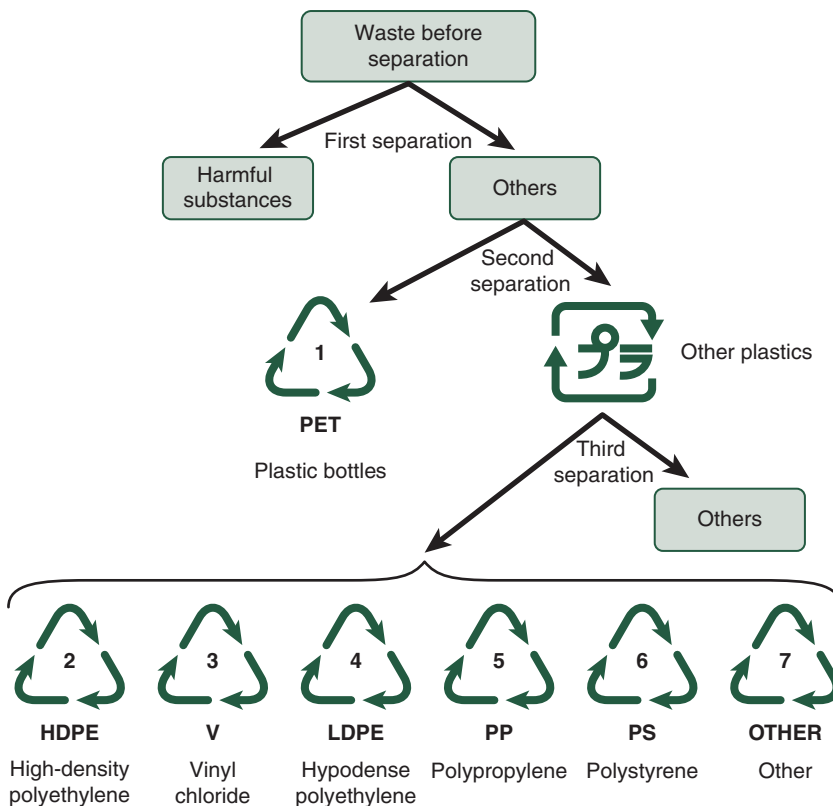 Waste before
separation
First separation
Harmful
substances
Others
Second
separation
1
PET
Plastic bottles
プラ
Other plastics
Third
separation
Others
2
3
4
5
6
7
HDPE
V
LDPE
PP
PS
OTHER
High-density
polyethylene
Vinyl
chloride
Hypodense
polyethylene
Polypropylene
Polystyrene
Other